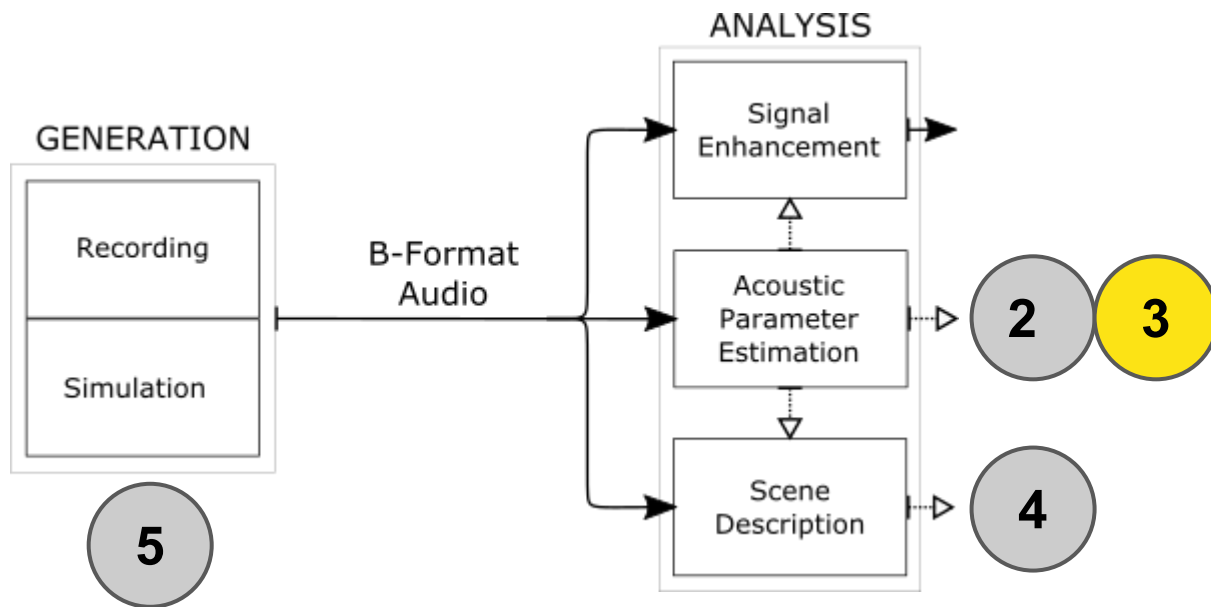 GENERATION
Recording
Simulation
5
B-Format
Audio
ANALYSIS
Signal
Enhancement
Acoustic
Parameter
Estimation
2
3
Scene
Description
4